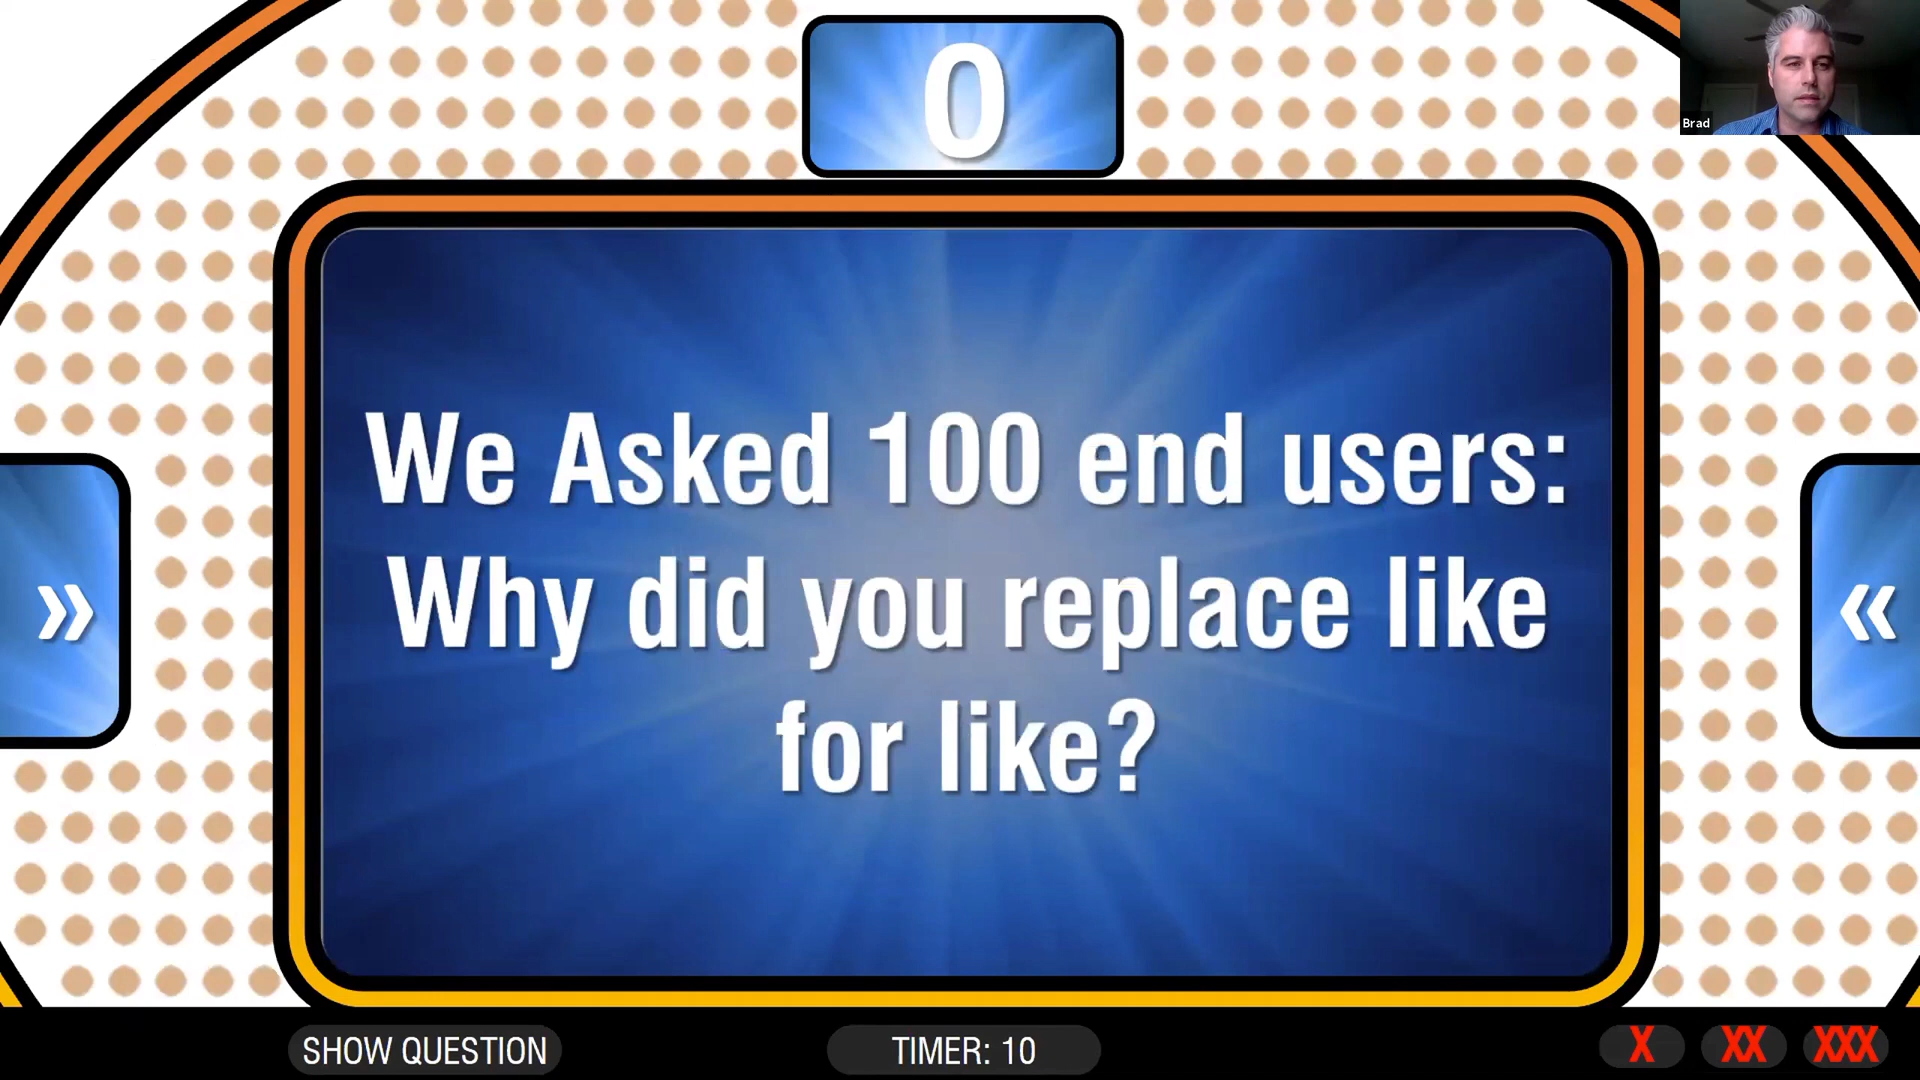 0
Brad
We Asked 100 end users:
Why did you replace like
for like?
»
«
SHOW QUESTION
TIMER: 10
X
XX
XXX